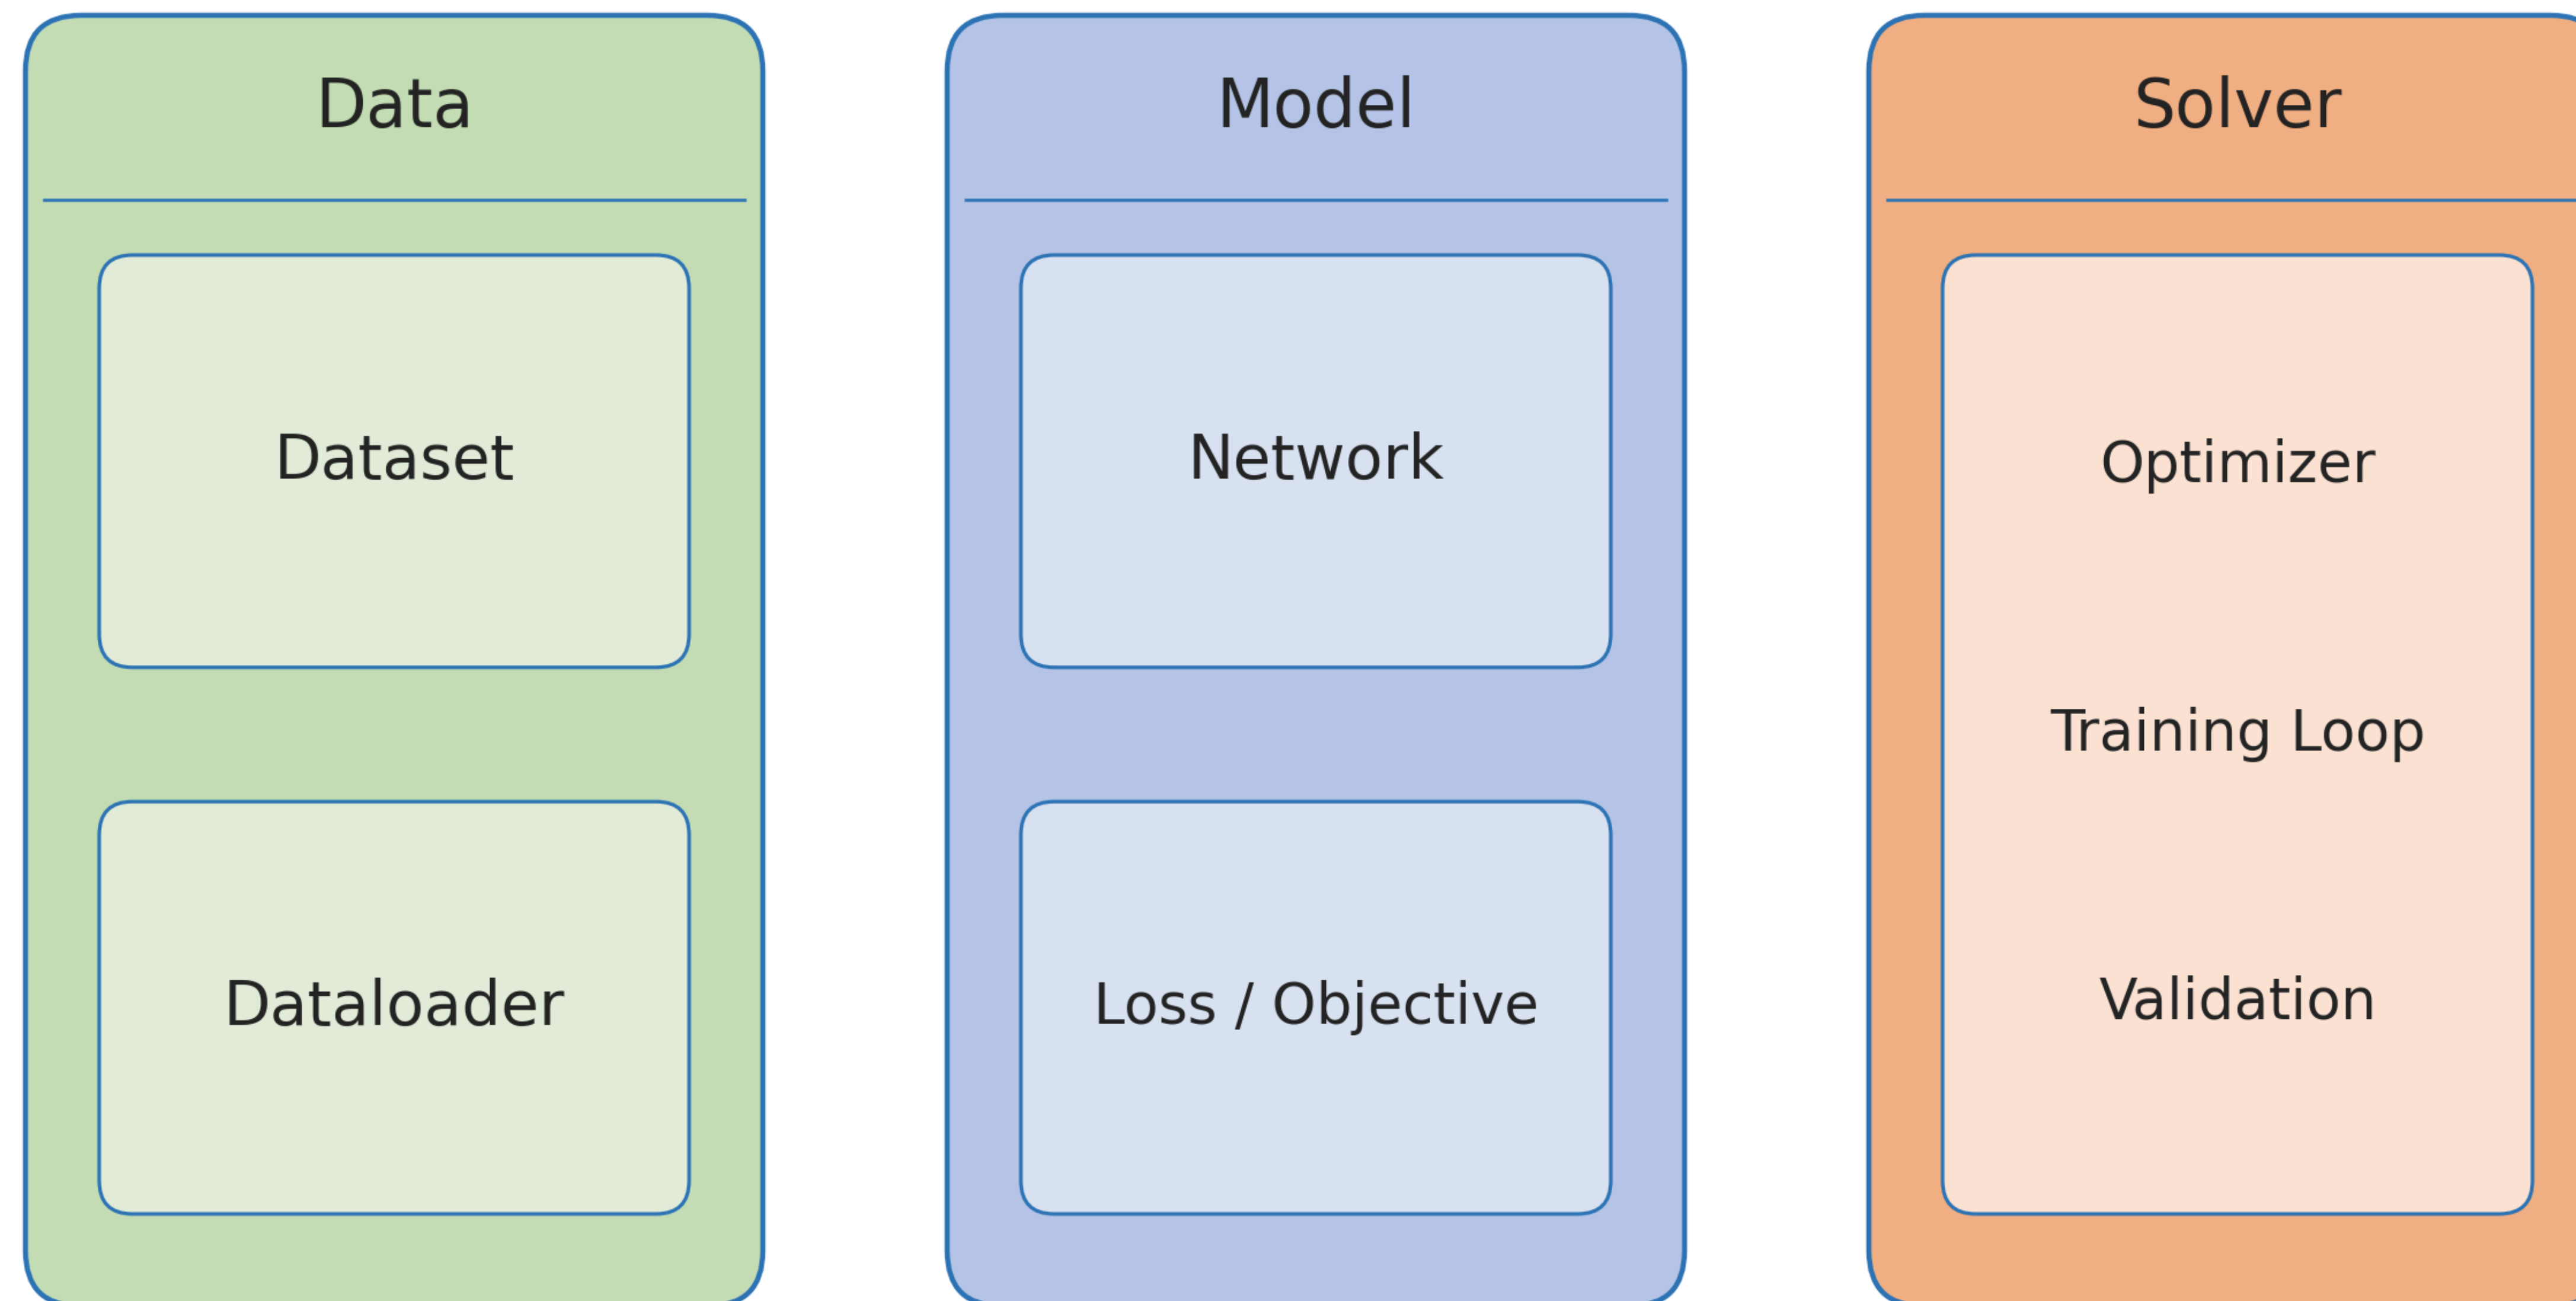 Data
Dataset
Dataloader
Model
Network
Loss / Objective
Solver
Optimizer
Training Loop
Validation